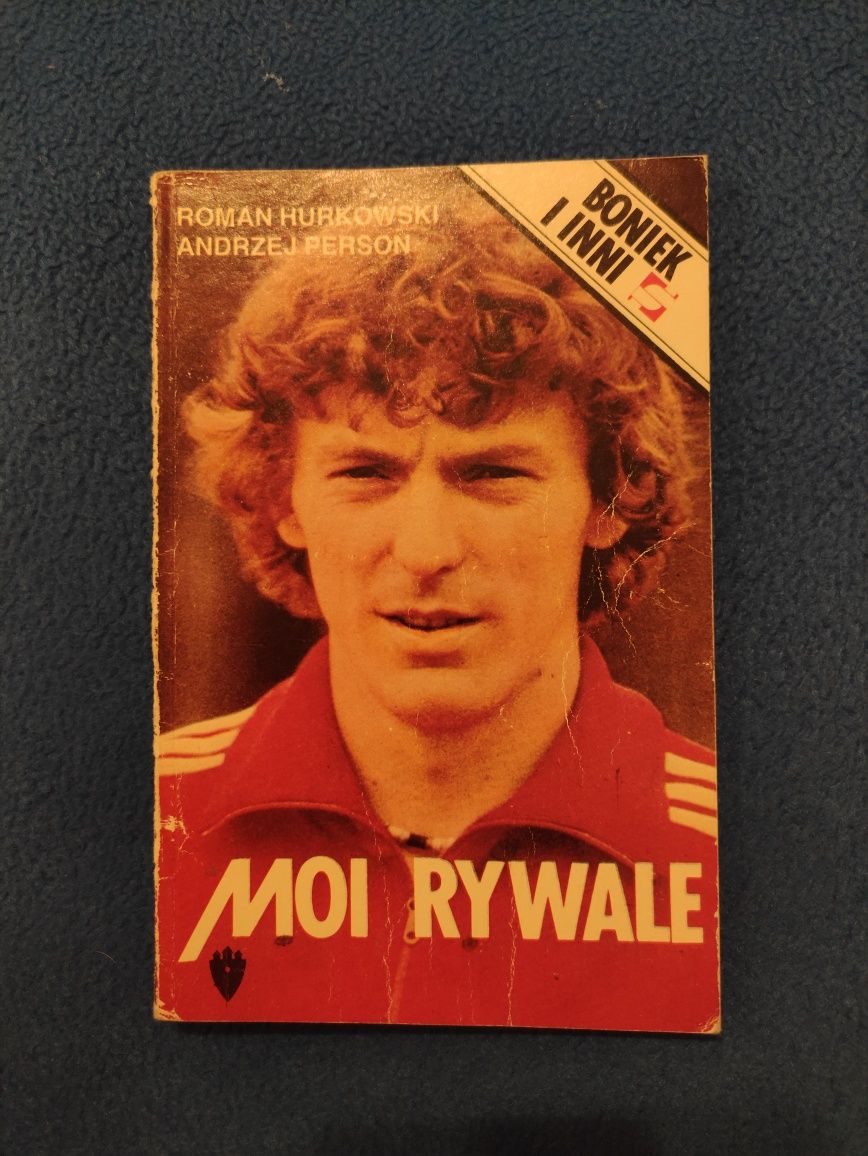 ROMAN HURKOWSKI
ANDRZEJ PERSON
BONIEK
I INNI
MOI RYWALE